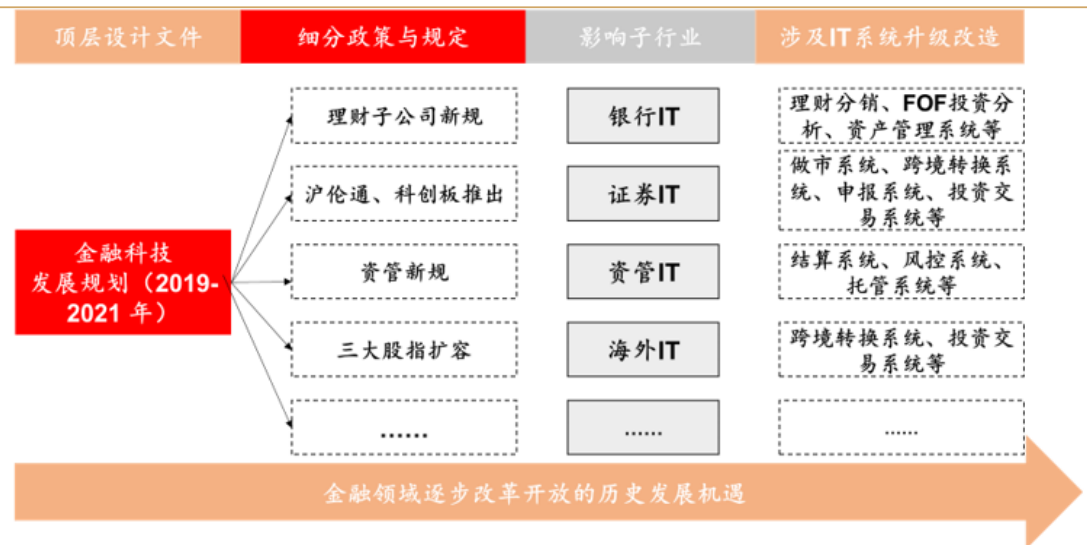 顶层设计文件
细分政策与规定
影响子行业
涉及IT系统升级改造
金融科技
发展规划（2019-
2021 年）
理财子公司新规
银行IT
理财分销、FOF投资分
析、资产管理系统等
沪伦通、科创板推出
证券IT
做市系统、跨境转换系
统、申报系统、投资交
易系统等
资管新规
资管IT
结算系统、风控系统、
托管系统等
三大股指扩容
海外IT
跨境转换系统、投资交
易系统等
……
……
……
金融领域逐步改革开放的历史发展机遇